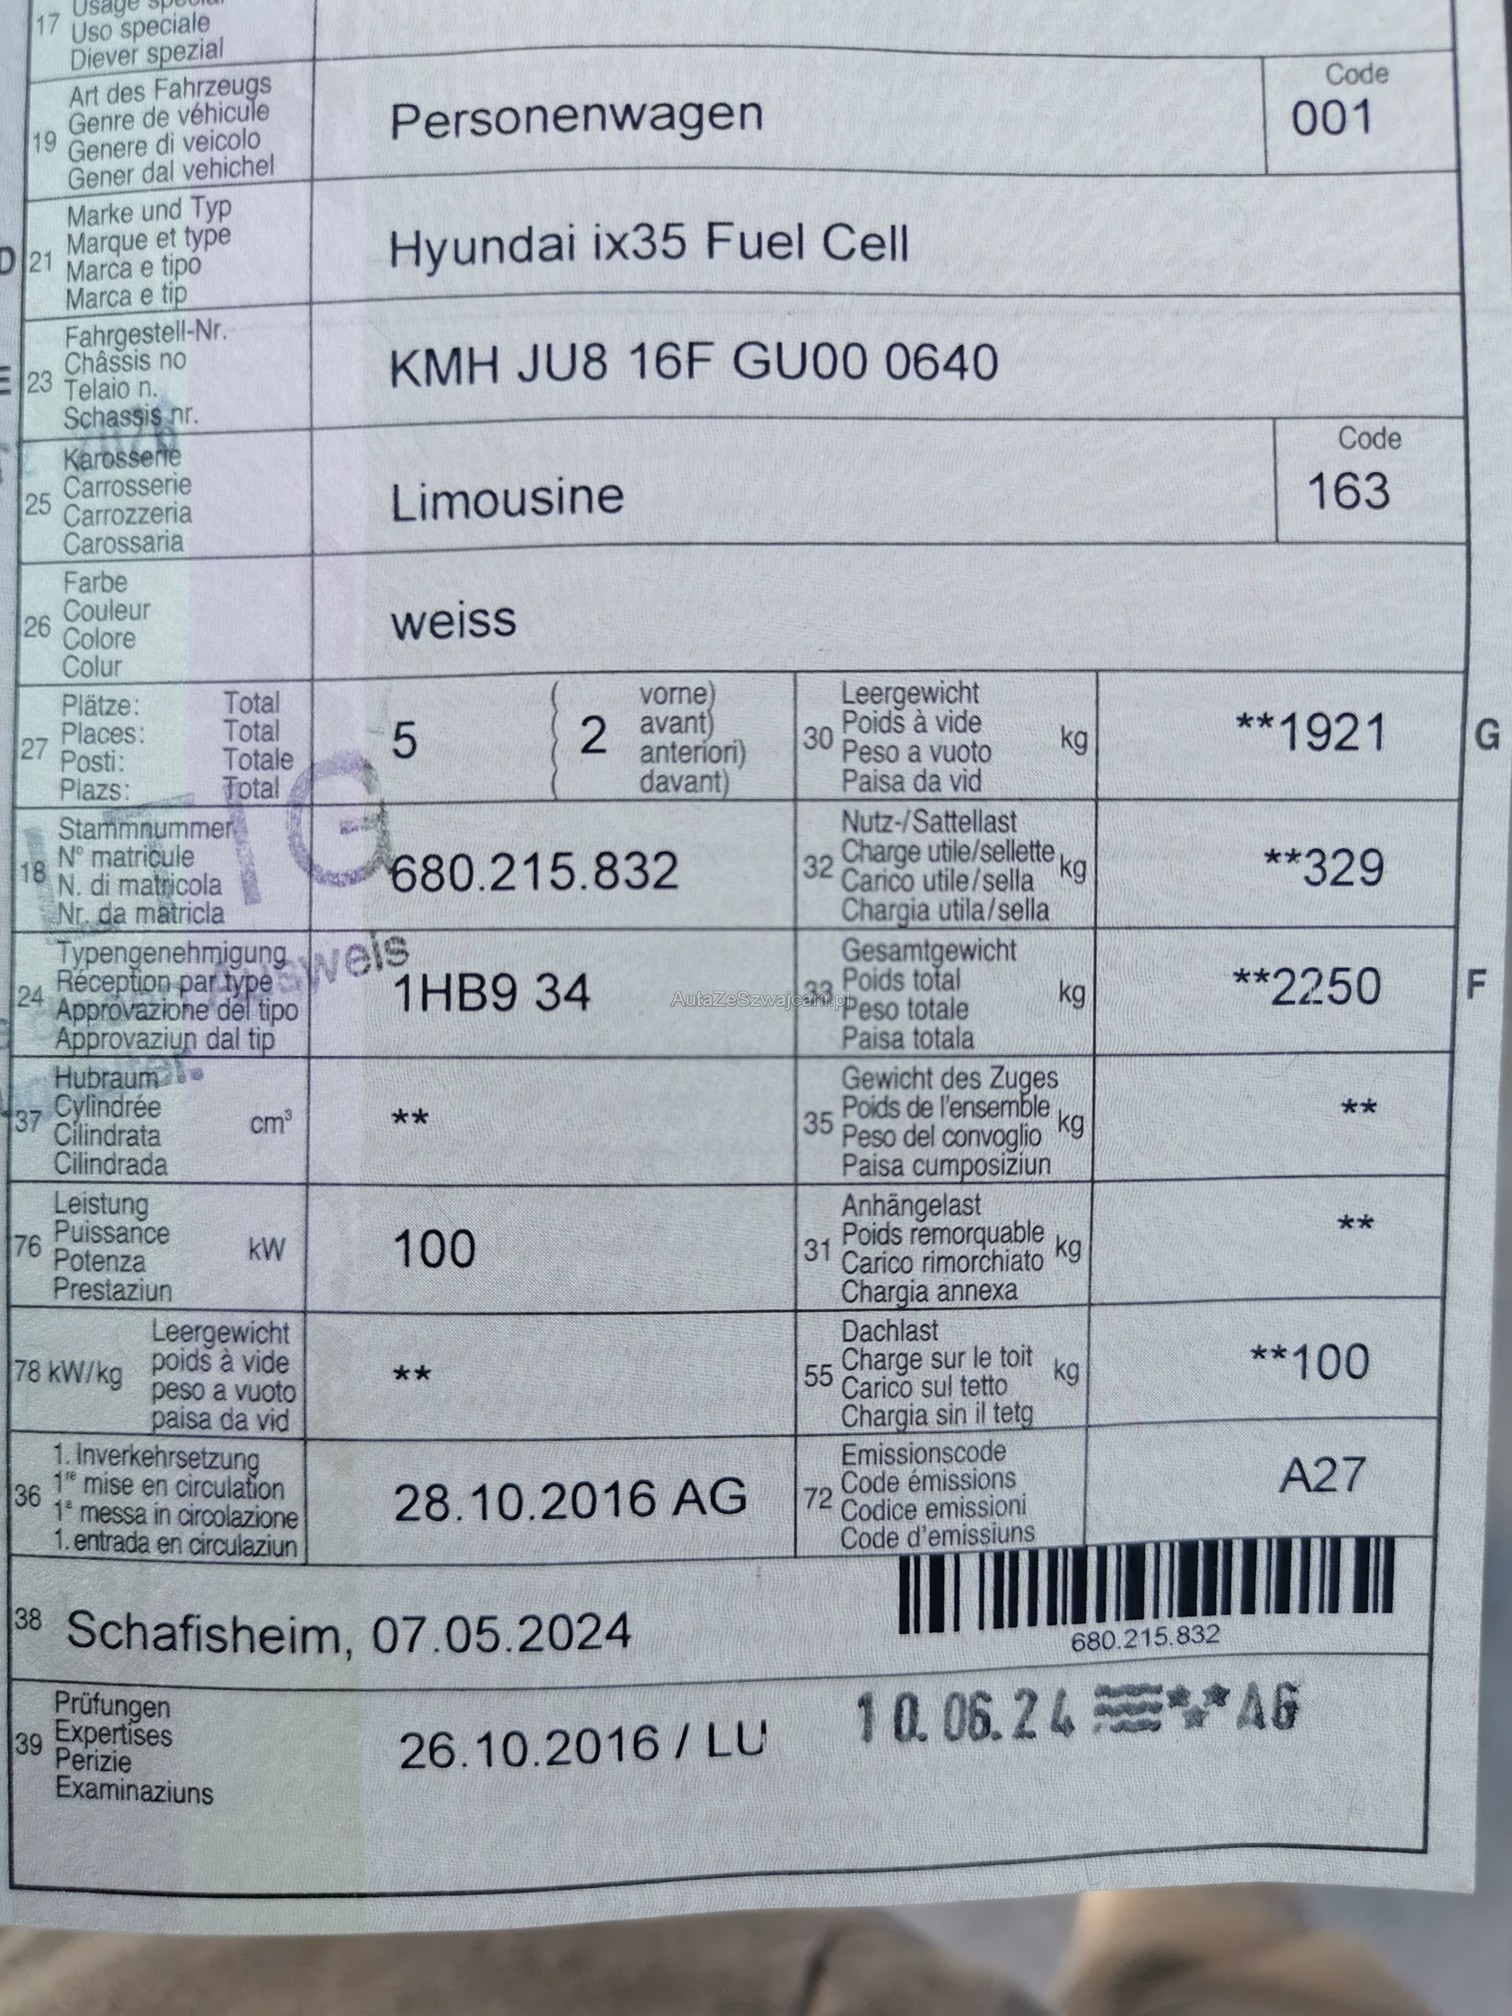 17 Usage spécial
Uso speciale
Diever spezial
19 Art des Fahrzeugs
Genre de véhicule
Genere di veicolo
Gener dal vehichel
Personenwagen
Code
001
D 21 Marke und Typ
Marque et type
Marca e tipo
Marca e tip
Hyundai ix35 Fuel Cell
E 23 Fahrgestell-Nr.
Châssis no
Telaio n.
Schassis nr.
KMH JU8 16F GU00 0640
25 Karosserie
Carrosserie
Carrozzeria
Carossaria
Limousine
Code
163
26 Farbe
Couleur
Colore
Colur
weiss
27 Plätze: Total
Places: Total
Posti: Totale
Plazs: Total
5 ( 2 vorne)
avant)
anteriori)
davant)
30 Leergewicht
Poids à vide
Peso a vuoto
Paisa da vid
kg
**1921
G
18 Stammnummer
N° matricule
N. di matricola
Nr. da matricla
680.215.832
32 Nutz-/Sattellast
Charge utile/sellette
Carico utile/sella
Chargia utila/sella
kg
**329
24 Typengenehmigung
Réception par type
Approvazione del tipo
Approvaziun dal tip
Ausweis
1HB9 34
33 Gesamtgewicht
Poids total
Peso totale
Paisa totala
kg
**2250
F
AutaZeSzwajcarii.pl
37 Hubraum
Cylindrée
Cilindrata
Cilindrada
cm³
**
35 Gewicht des Zuges
Poids de l'ensemble
Peso del convoglio
Paisa cumposiziun
kg
**
76 Leistung
Puissance
Potenza
Prestaziun
kW
100
31 Anhängelast
Poids remorquable
Carico rimorchiato
Chargia annexa
kg
**
78 kW/kg Leergewicht
poids à vide
peso a vuoto
paisa da vid
**
55 Dachlast
Charge sur le toit
Carico sul tetto
Chargia sin il tetg
kg
**100
36 1. Inverkehrsetzung
1re mise en circulation
1a messa in circolazione
1. entrada en circulaziun
28.10.2016 AG
72 Emissionscode
Code émissions
Codice emissioni
Code d'emissiuns
A27
38 Schafisheim, 07.05.2024
680.215.832
39 Prüfungen
Expertises
Perizie
Examinaziuns
26.10.2016 / LU
10.06.24 AG